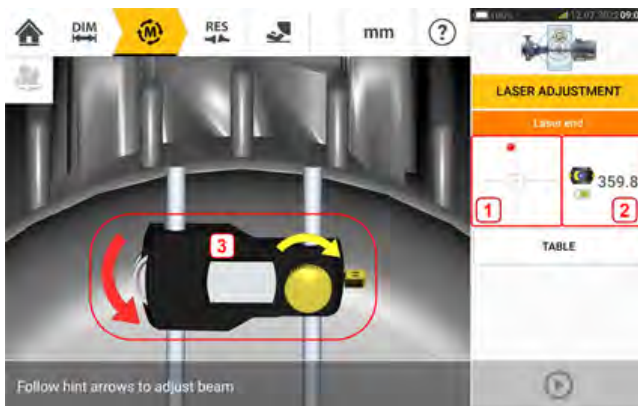 DIM
M
RES
mm
?
LASER ADJUSTMENT
Laser end
1
359.8
2
TABLE
3
Follow hint arrows to adjust beam